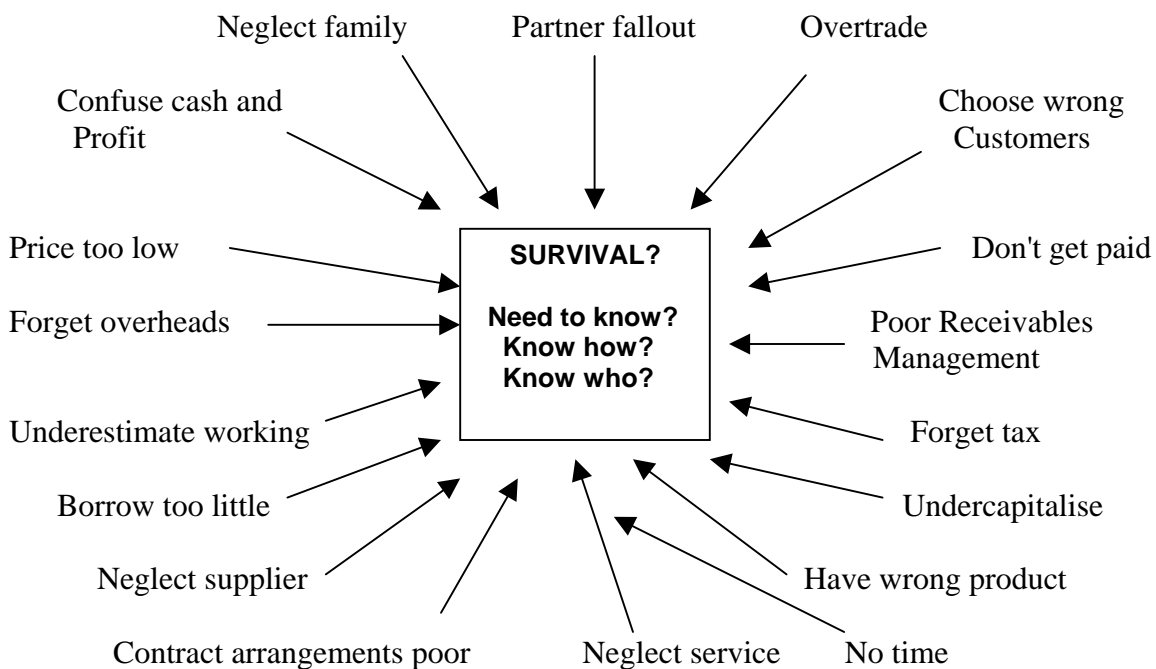 Neglect family
Partner fallout
Overtrade
Confuse cash and
Profit
Choose wrong
Customers
Price too low
SURVIVAL?
Don't get paid
Forget overheads
Need to know?
Know how?
Know who?
Poor Receivables
Management
Underestimate working
Forget tax
Borrow too little
Undercapitalise
Neglect supplier
Have wrong product
Contract arrangements poor
Neglect service
No time